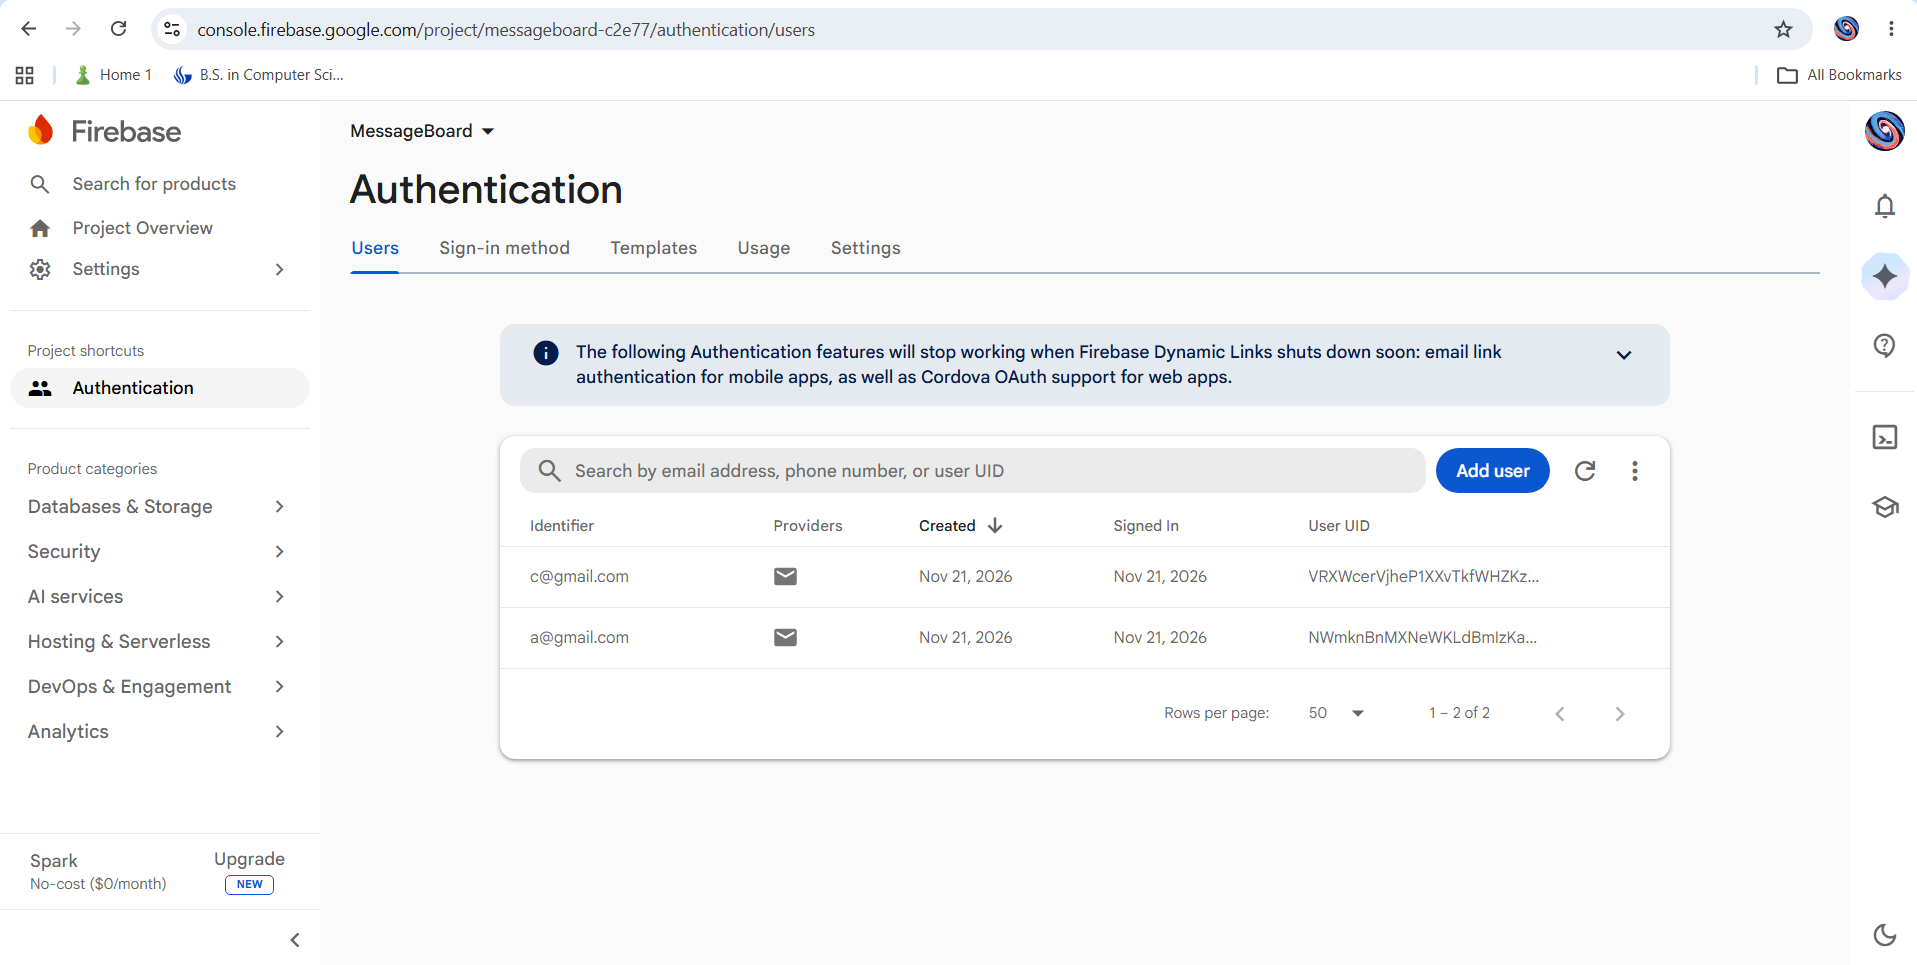 console.firebase.google.com/project/messageboard-c2e77/authentication/users
Home 1
B.S. in Computer Sci...
All Bookmarks
Firebase
Search for products
Project Overview
Settings
Project shortcuts
Authentication
Product categories
Databases & Storage
Security
AI services
Hosting & Serverless
DevOps & Engagement
Analytics
Spark
No-cost ($0/month)
Upgrade
NEW
MessageBoard
Authentication
Users Sign-in method Templates Usage Settings
The following Authentication features will stop working when Firebase Dynamic Links shuts down soon: email link
authentication for mobile apps, as well as Cordova OAuth support for web apps.
Search by email address, phone number, or user UID
Add user
Identifier Providers Created Signed In User UID
c@gmail.com Nov 21, 2026 Nov 21, 2026 VRXWcerVjheP1XXvTkfWHZKz...
a@gmail.com Nov 21, 2026 Nov 21, 2026 NWmknBnMXNeWKLdBmIzKa...
Rows per page: 50 1 – 2 of 2